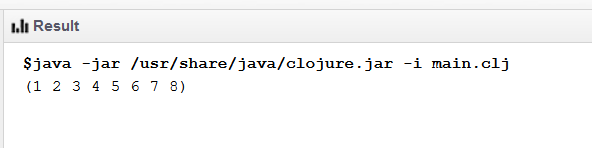 Result
$java -jar /usr/share/java/clojure.jar -i main.clj
(1 2 3 4 5 6 7 8)